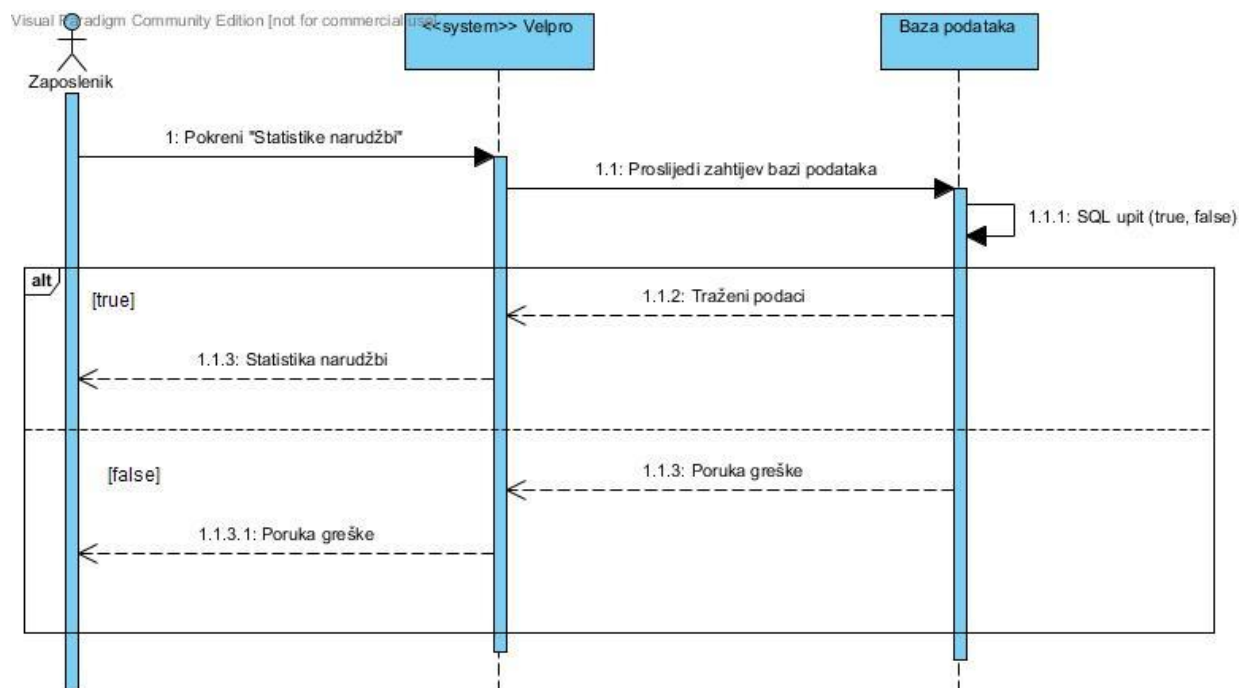 Visual Paradigm Community Edition [not for commercial use]
<<system>> Velpro
Baza podataka
Zaposlenik
1: Pokreni "Statistike narudžbi"
1.1: Proslijedi zahtijev bazi podataka
1.1.1: SQL upit (true, false)
alt
[true]
1.1.2: Traženi podaci
1.1.3: Statistika narudžbi
[false]
1.1.3: Poruka greške
1.1.3.1: Poruka greške